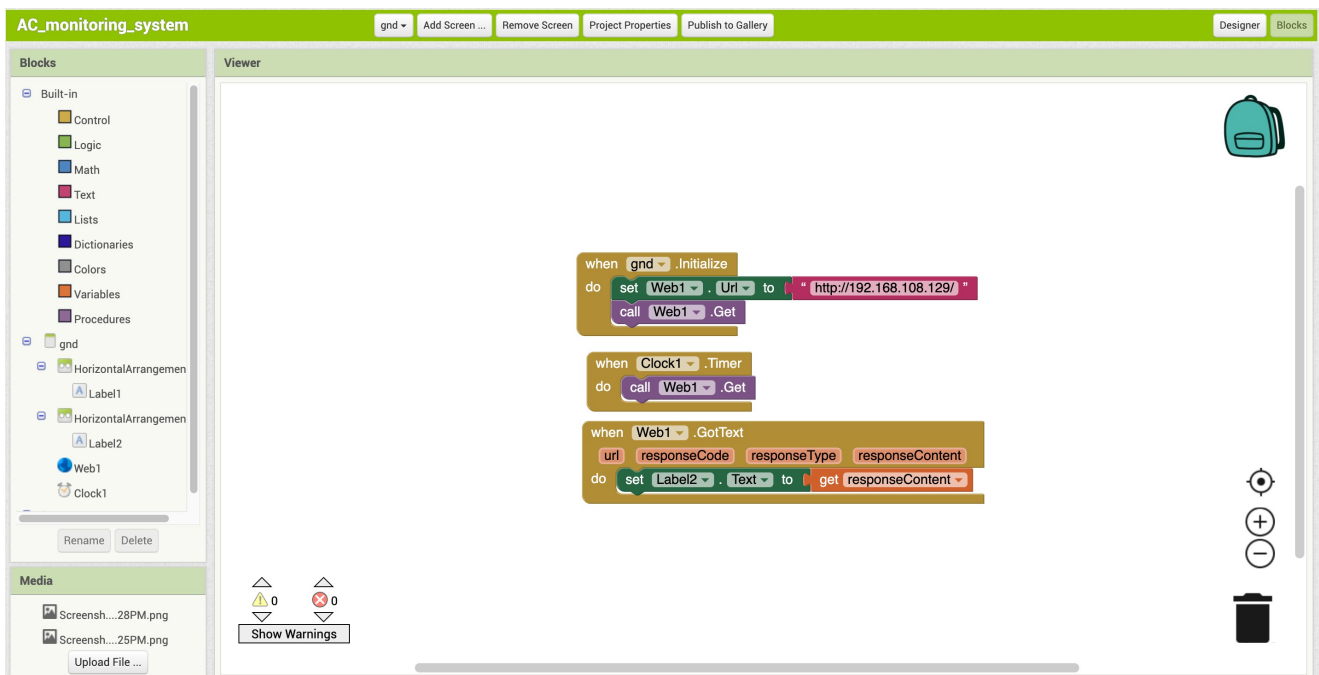 AC_monitoring_system
gnd Add Screen ... Remove Screen Project Properties Publish to Gallery Designer Blocks
Blocks
Viewer
Built-in
Control
Logic
Math
Text
Lists
Dictionaries
Colors
Variables
Procedures
gnd
HorizontalArrangemen
Label1
HorizontalArrangemen
Label2
Web1
Clock1
Rename Delete
Media
Screensh....28PM.png
Screensh....25PM.png
Upload File ...
when gnd .Initialize
do set Web1 . Url to " http://192.168.108.129/ "
call Web1 .Get
when Clock1 .Timer
do call Web1 .Get
when Web1 .GotText
url responseCode responseType responseContent
do set Label2 . Text to get responseContent
0 0
Show Warnings